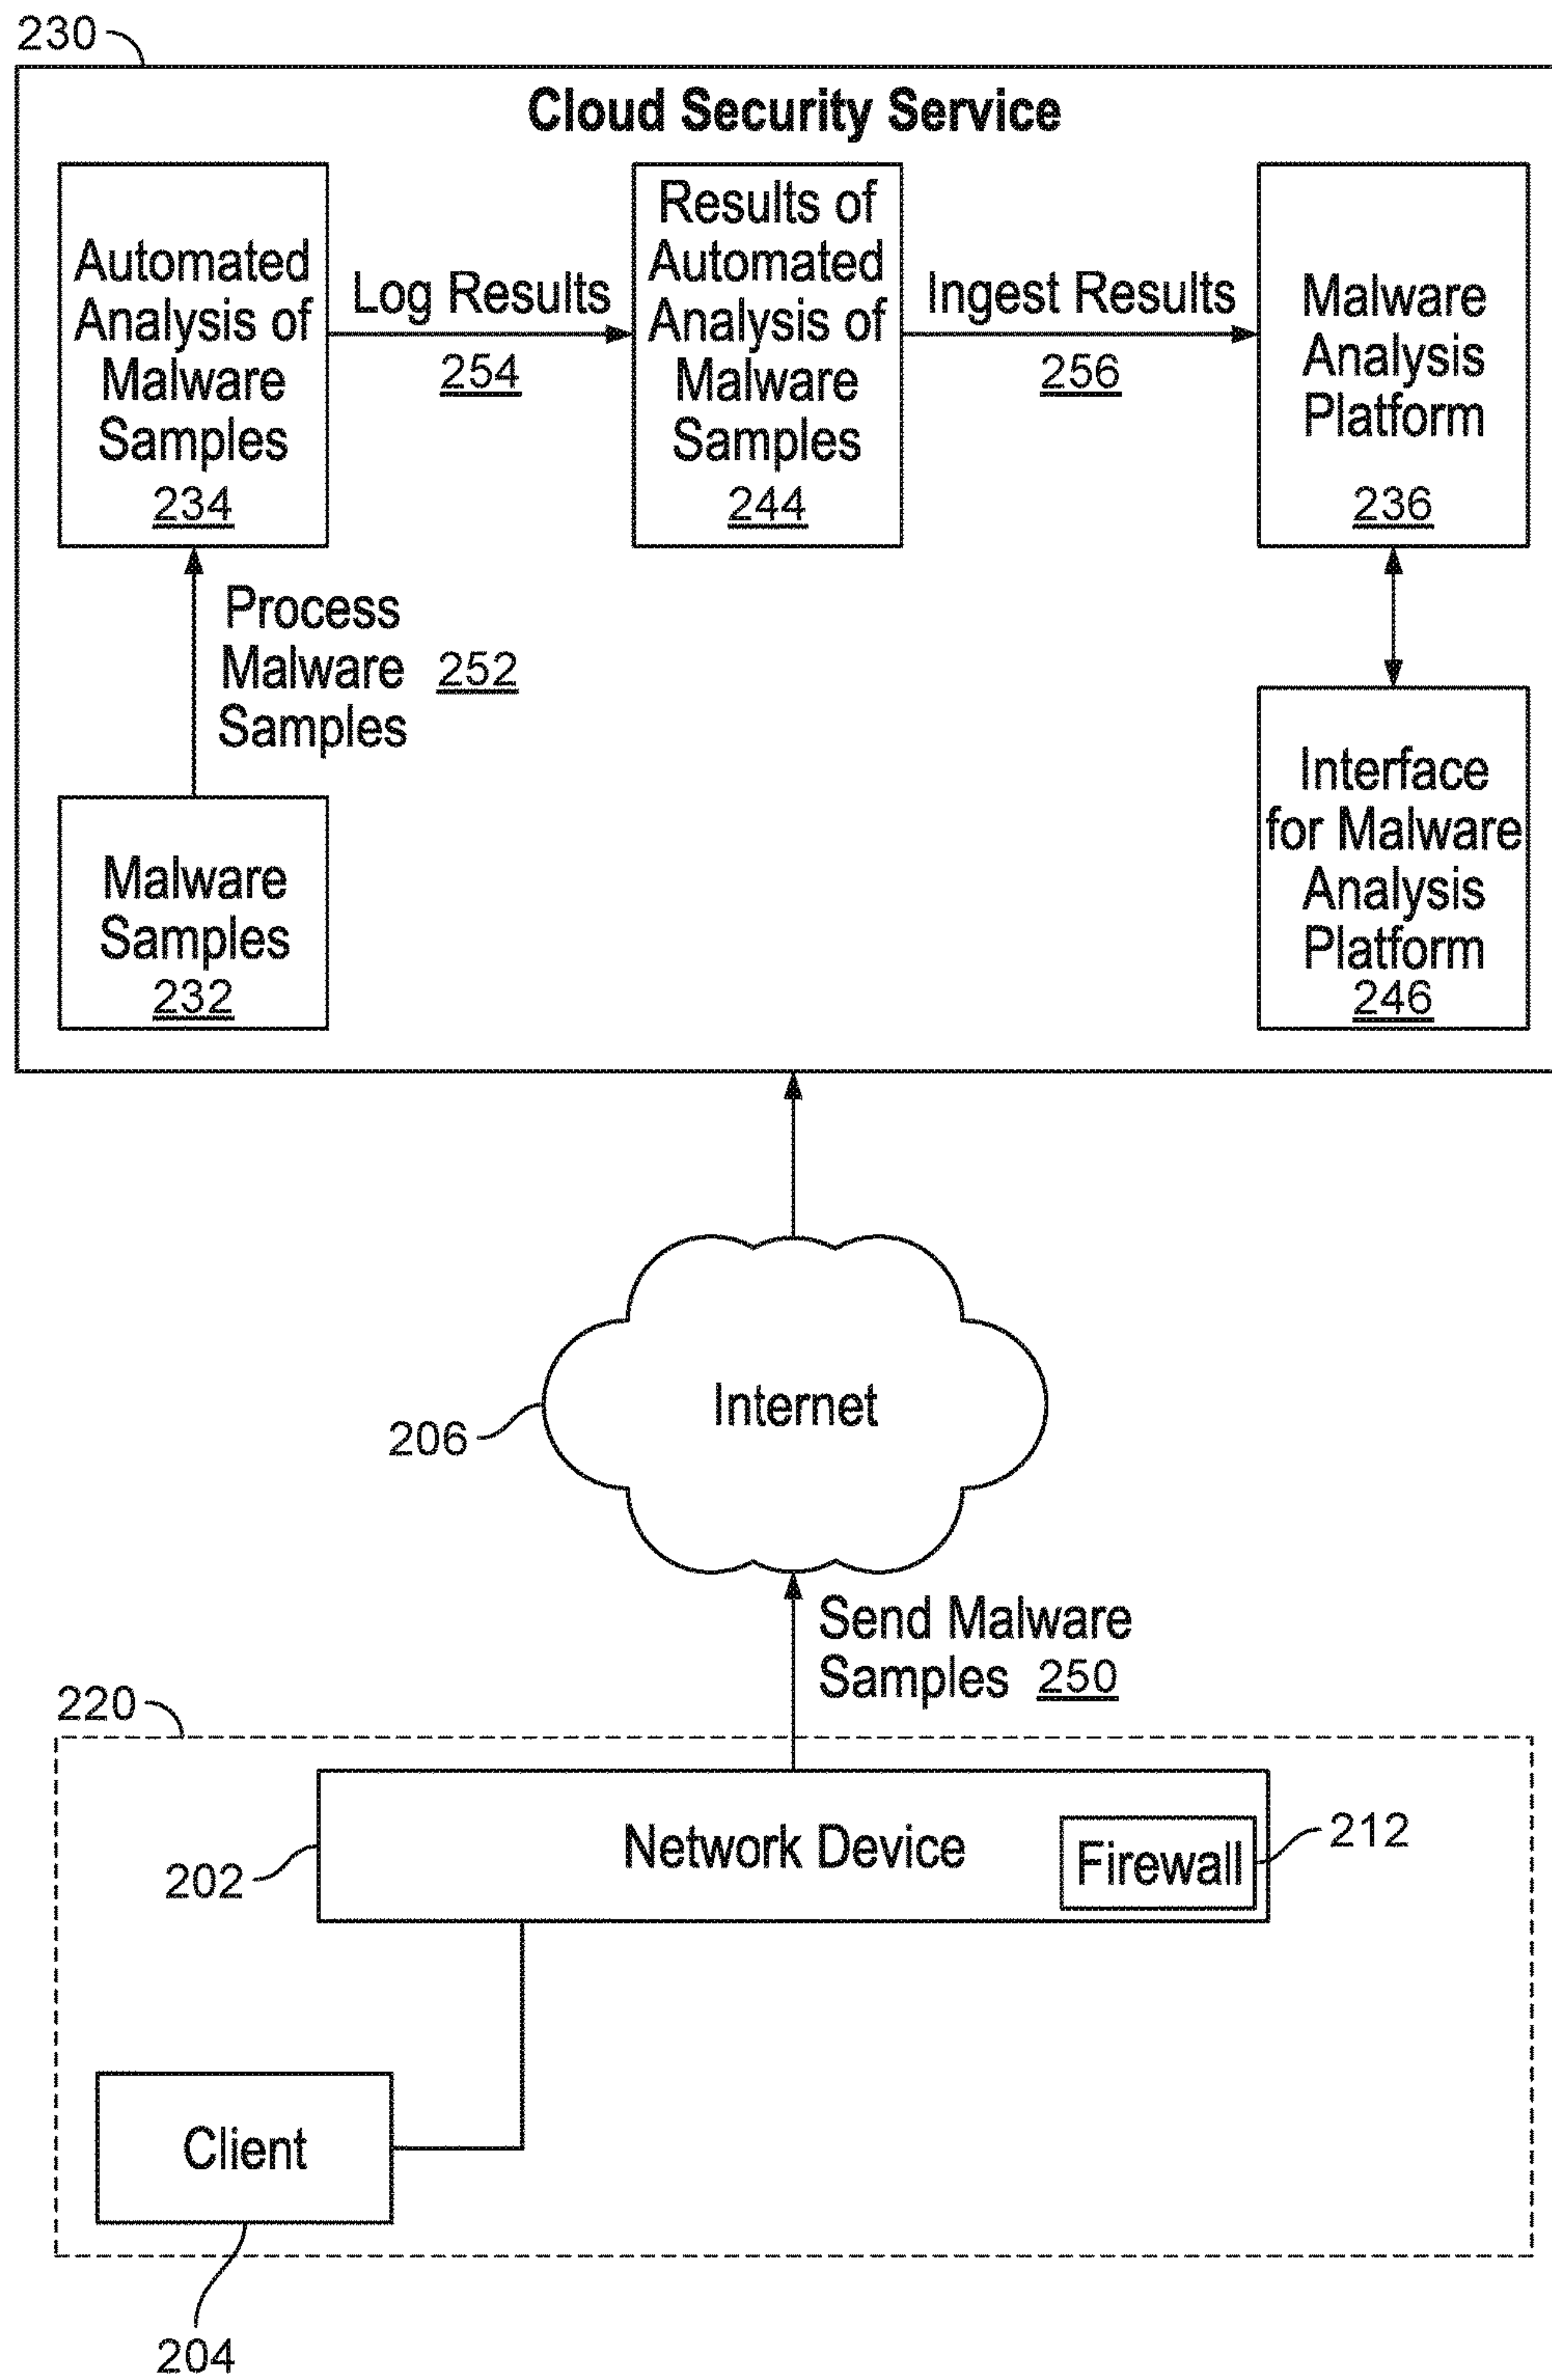 230
Cloud Security Service
Automated
Analysis of
Malware
Samples
234
Log Results
254
Results of
Automated
Analysis of
Malware
Samples
244
Ingest Results
256
Malware
Analysis
Platform
236
Process
Malware
Samples
252
Malware
Samples
232
Interface
for Malware
Analysis
Platform
246
Internet
206
Send Malware
Samples 250
220
Network Device
Firewall
212
202
Client
204